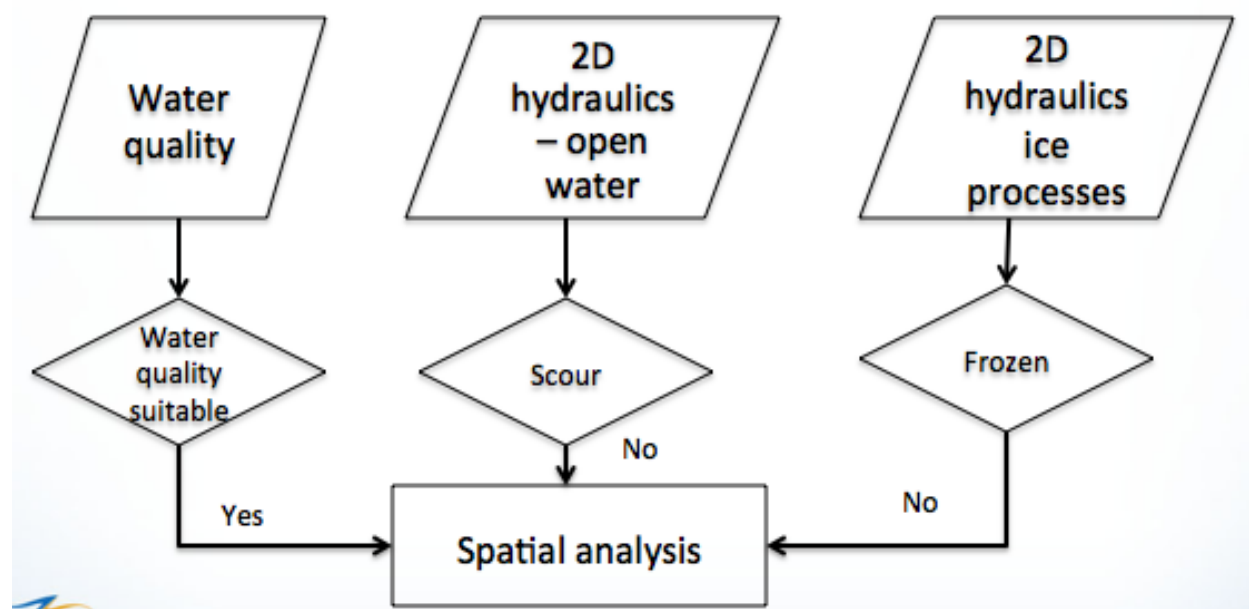 Water
quality
2D
hydraulics
– open
water
2D
hydraulics
ice
processes
Water
quality
suitable
Scour
Frozen
No
Yes
No
Spatial analysis